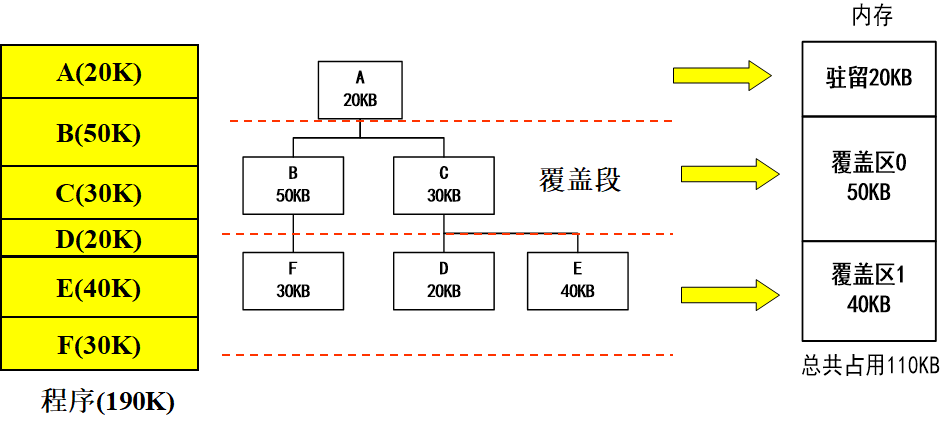 A(20K)
B(50K)
C(30K)
D(20K)
E(40K)
F(30K)
程序(190K)
A
20KB
B
50KB
C
30KB
覆盖段
F
30KB
D
20KB
E
40KB
内存
驻留20KB
覆盖区0
50KB
覆盖区1
40KB
总共占用110KB